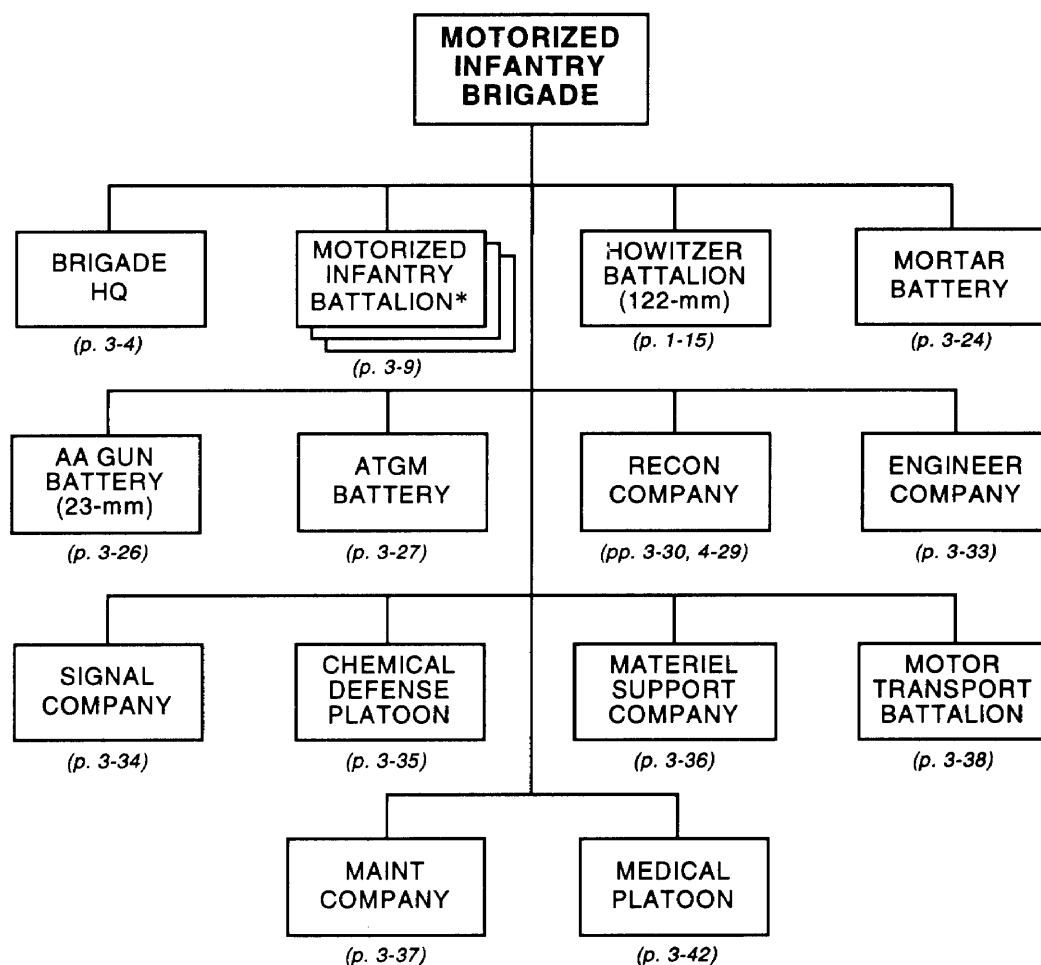 MOTORIZED
INFANTRY
BRIGADE
BRIGADE
HQ
(p. 3-4)
MOTORIZED
INFANTRY
BATTALION*
(p. 3-9)
HOWITZER
BATTALION
(122-mm)
(p. 1-15)
MORTAR
BATTERY
(p. 3-24)
AA GUN
BATTERY
(23-mm)
(p. 3-26)
ATGM
BATTERY
(p. 3-27)
RECON
COMPANY
(pp. 3-30, 4-29)
ENGINEER
COMPANY
(p. 3-33)
SIGNAL
COMPANY
(p. 3-34)
CHEMICAL
DEFENSE
PLATOON
(p. 3-35)
MATERIEL
SUPPORT
COMPANY
(p. 3-36)
MOTOR
TRANSPORT
BATTALION
(p. 3-38)
MAINT
COMPANY
(p. 3-37)
MEDICAL
PLATOON
(p. 3-42)